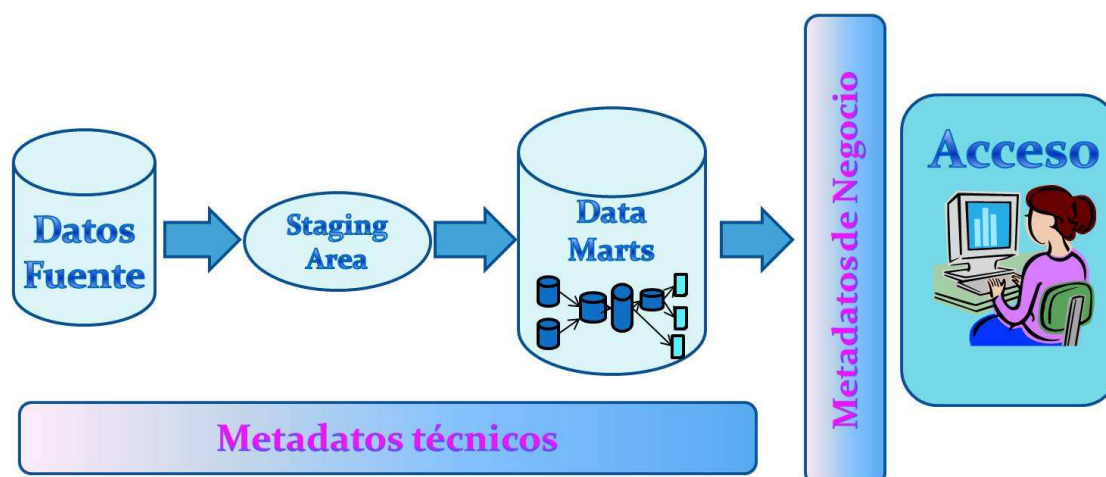 Datos
Fuente
Staging
Area
Data
Marts
Metadatos de Negocio
Acceso
Metadatos técnicos